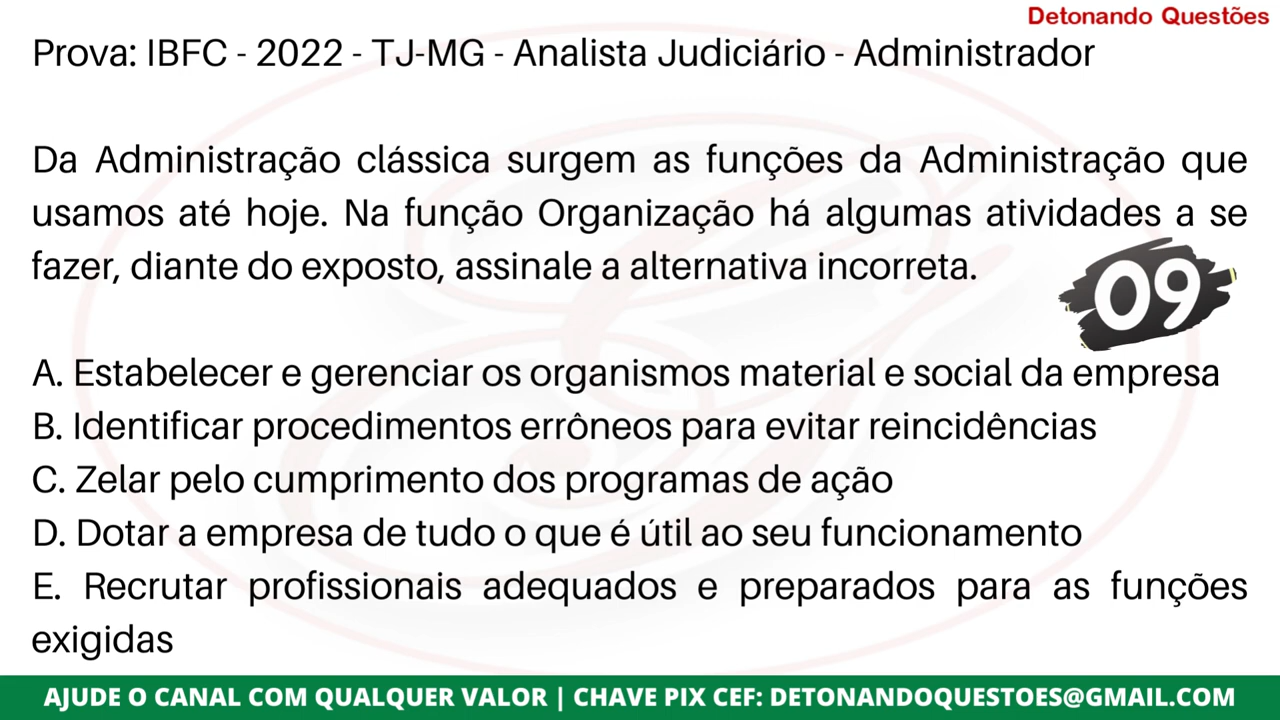 Detonando Questões
Prova: IBFC - 2022 - TJ-MG - Analista Judiciário - Administrador
Da Administração clássica surgem as funções da Administração que
usamos até hoje. Na função Organização há algumas atividades a se
fazer, diante do exposto, assinale a alternativa incorreta.
09
A. Estabelecer e gerenciar os organismos material e social da empresa
B. Identificar procedimentos errôneos para evitar reincidências
C. Zelar pelo cumprimento dos programas de ação
D. Dotar a empresa de tudo o que é útil ao seu funcionamento
E. Recrutar profissionais adequados e preparados para as funções
exigidas
AJUDE O CANAL COM QUALQUER VALOR | CHAVE PIX CEF: DETONANDOQUESTOES@GMAIL.COM